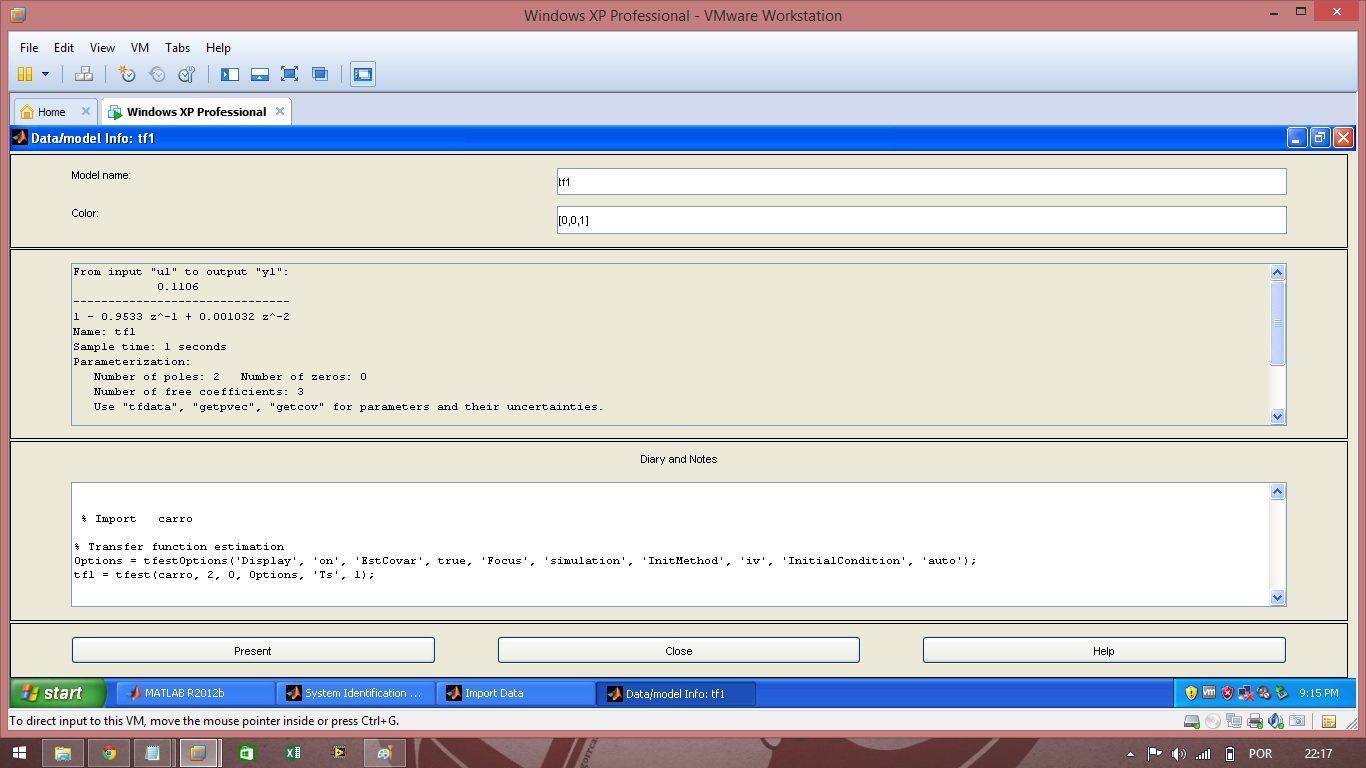 Windows XP Professional - VMware Workstation
File Edit View VM Tabs Help
Home Windows XP Professional
Data/model Info: tf1
Model name:
tf1
Color:
[0,0,1]
From input "u1" to output "y1":
0.1106
-------------------------------
1 - 0.9533 z^-1 + 0.001032 z^-2
Name: tf1
Sample time: 1 seconds
Parameterization:
Number of poles: 2 Number of zeros: 0
Number of free coefficients: 3
Use "tfdata", "getpvec", "getcov" for parameters and their uncertainties.
Diary and Notes
% Import carro
% Transfer function estimation
Options = tfestOptions('Display', 'on', 'EstCovar', true, 'Focus', 'simulation', 'InitMethod', 'iv', 'InitialCondition', 'auto');
tf1 = tfest(carro, 2, 0, Options, 'Ts', 1);
Present Close Help
start MATLAB R2012b System Identification ... Import Data Data/model Info: tf1 9:15 PM
To direct input to this VM, move the mouse pointer inside or press Ctrl+G.
POR 22:17